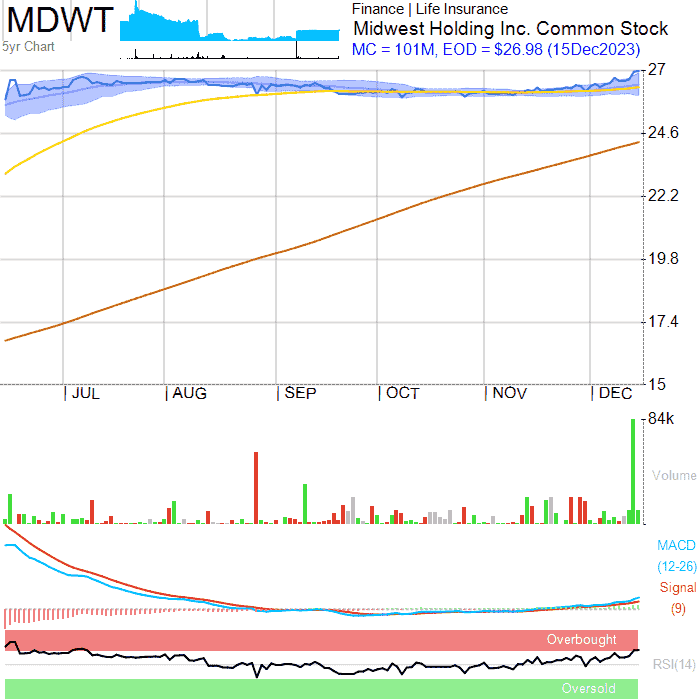 MDWT
5yr Chart
Finance | Life Insurance
Midwest Holding Inc. Common Stock
MC = 101M, EOD = $26.98 (15Dec2023)
27
24.6
22.2
19.8
17.4
15
JUL AUG SEP OCT NOV DEC
84k
Volume
MACD
(12-26)
Signal
(9)
Overbought
RSI(14)
Oversold